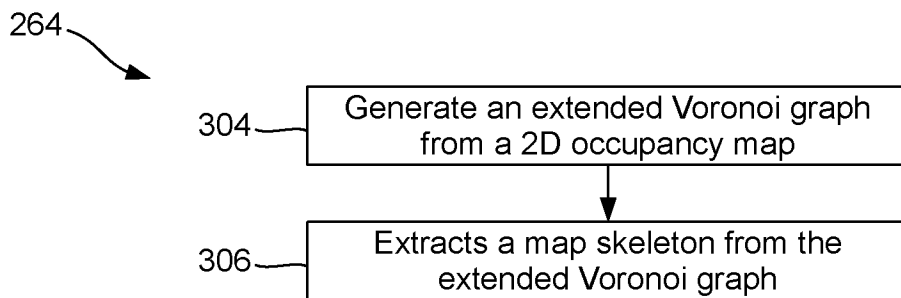 264
304
Generate an extended Voronoi graph
from a 2D occupancy map
306
Extracts a map skeleton from the
extended Voronoi graph